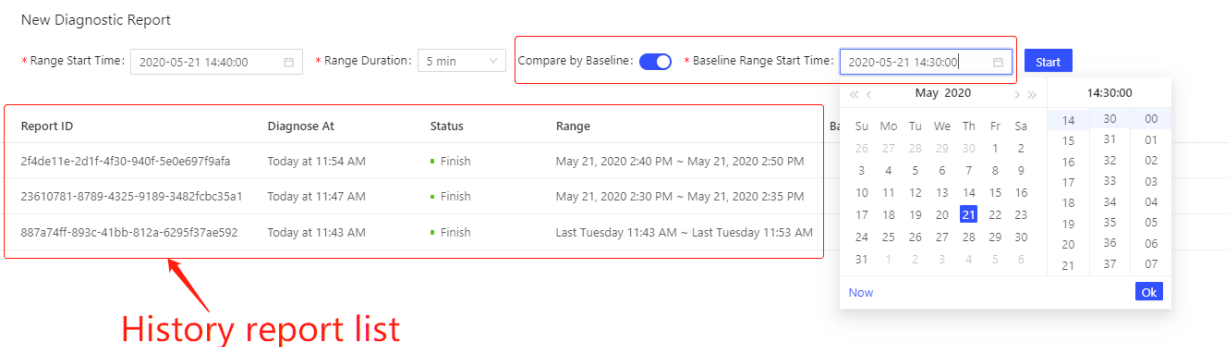 New Diagnostic Report
* Range Start Time: 2020-05-21 14:40:00 * Range Duration: 5 min Compare by Baseline: * Baseline Range Start Time: 2020-05-21 14:30:00 Start
May 2020 14:30:00
Report ID Diagnose At Status Range Ba
Su Mo Tu We Th Fr Sa 14 30 00
26 27 28 29 30 1 2 15 31 01
2f4de11e-2d1f-4f30-940f-5e0e697f9afa Today at 11:54 AM Finish May 21, 2020 2:40 PM ~ May 21, 2020 2:50 PM
3 4 5 6 7 8 9 16 32 02
10 11 12 13 14 15 16 17 33 03
23610781-8789-4325-9189-3482fcbc35a1 Today at 11:47 AM Finish May 21, 2020 2:30 PM ~ May 21, 2020 2:35 PM
17 18 19 20 21 22 23 18 34 04
887a74ff-893c-41bb-812a-6295f37ae592 Today at 11:43 AM Finish Last Tuesday 11:43 AM ~ Last Tuesday 11:53 AM
19 35 05
24 25 26 27 28 29 30 20 36 06
31 1 2 3 4 5 6 21 37 07
Now Ok
History report list